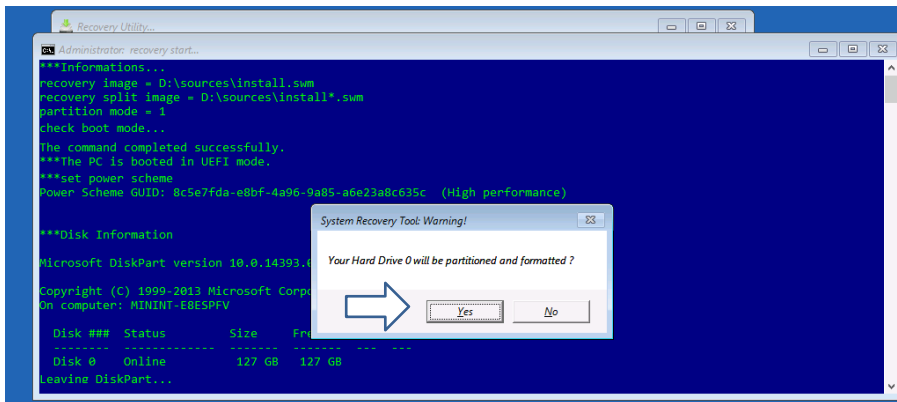 Recovery Utility...
Administrator: recovery start...
***Informations...
recovery image = D:\sources\install.swm
recovery split image = D:\sources\install*.swm
partition mode = 1
check boot mode...
The command completed successfully.
***The PC is booted in UEFI mode.
***set power scheme
Power Scheme GUID: 8c5e7fda-e8bf-4a96-9a85-a6e23a8c635c (High performance)
***Disk Information
Microsoft DiskPart version 10.0.14393.
Copyright (C) 1999-2013 Microsoft Corpo
On computer: MININT-E8ESPFV
Disk ### Status Size Fre
-------- ------------- ------- ------- --- ---
Disk 0 Online 127 GB 127 GB
Leaving DiskPart...
System Recovery Tool: Warning!
Your Hard Drive 0 will be partitioned and formatted ?
Yes
No